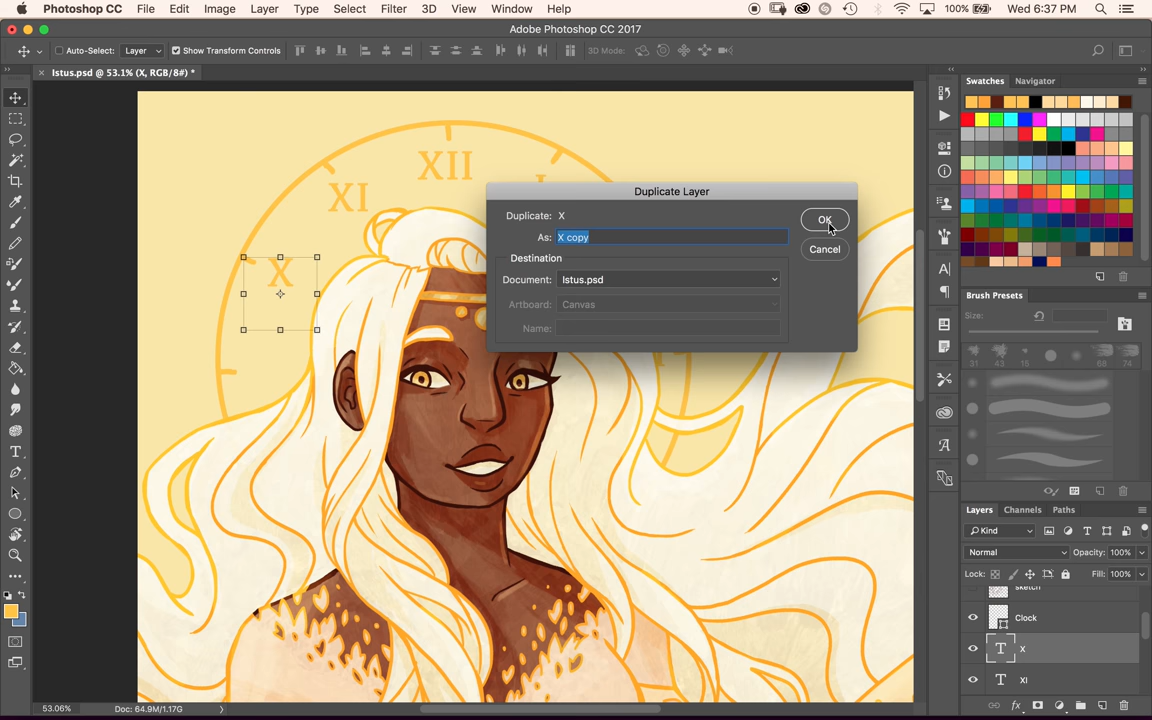 Photoshop CC File Edit Image Layer Type Select Filter 3D View Window Help 100% Wed 6:37 PM
Adobe Photoshop CC 2017
Auto-Select: Layer Show Transform Controls 3D Mode:
Istus.psd @ 53.1% (X, RGB/8#) *
Swatches Navigator
XII
XI
X
Duplicate Layer
Duplicate: X
OK
As: X copy
Cancel
Destination
Document: Istus.psd
Artboard: Canvas
Name:
Brush Presets
Size:
31 43 15 68 74
Layers Channels Paths
Kind
Normal Opacity: 100%
Lock: Fill: 100%
sketch
Clock
X
XI
53.06% Doc: 64.9M/1.17G